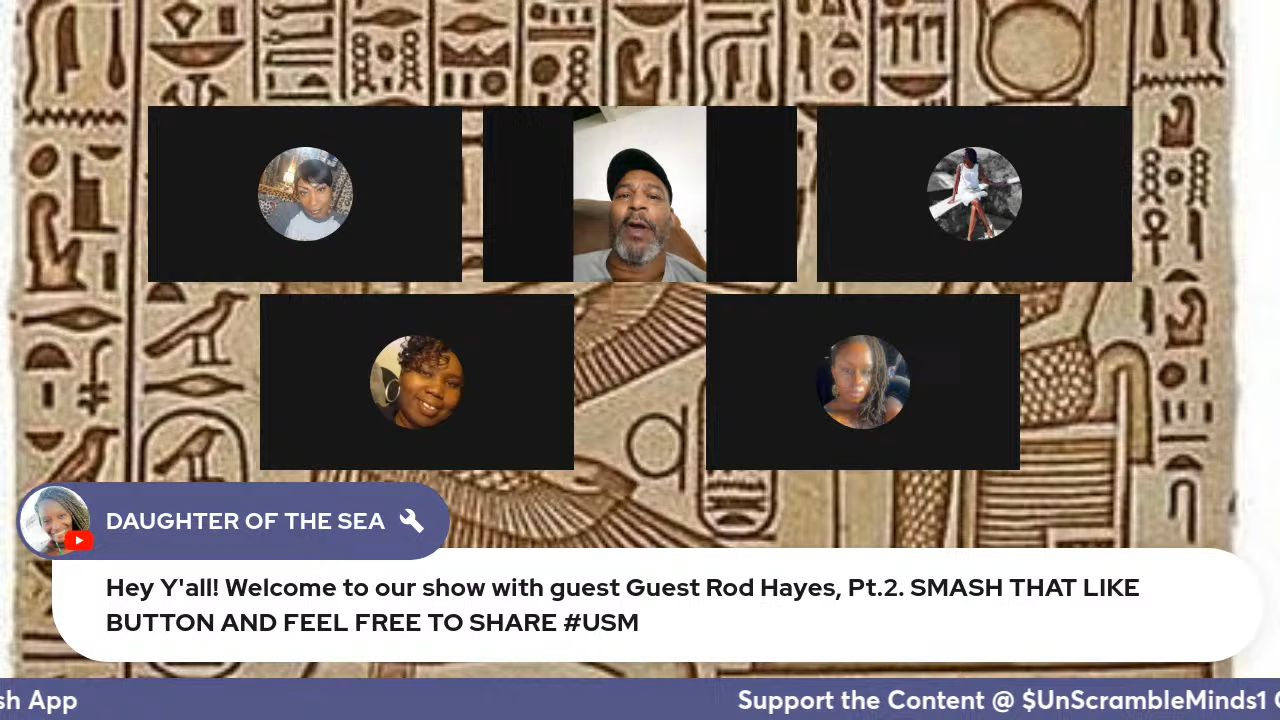 DAUGHTER OF THE SEA
Hey Y'all! Welcome to our show with guest Guest Rod Hayes, Pt.2. SMASH THAT LIKE
BUTTON AND FEEL FREE TO SHARE #USM
sh App
Support the Content @ $UnScrambleMinds1 C